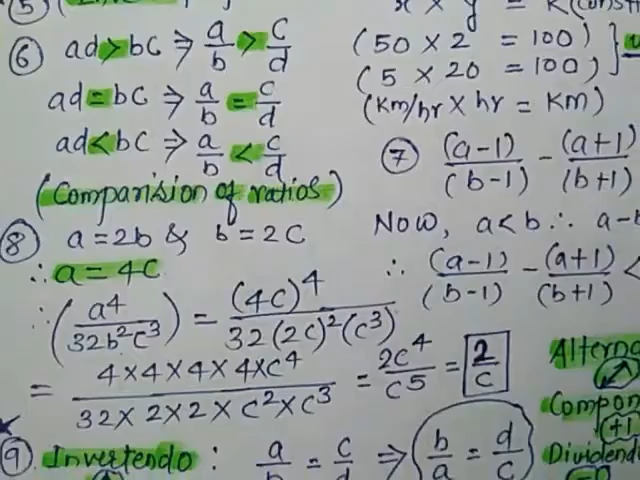 (5)
x × y = K
(6) ad > bc ⇒ a/b > c/d
ad = bc ⇒ a/b = c/d
ad < bc ⇒ a/b < c/d
(Comparision of ratios)
(50 × 2 = 100)
(5 × 20 = 100)
(Km/hr × hr = Km)
(7) (a-1)/(b-1) - (a+1)/(b+1)
Now, a<b ∴ a-b
∴ (a-1)/(b-1) - (a+1)/(b+1) <
(8) a = 2b & b = 2c
∴ a = 4c
∴ (a⁴/32b²c³) = (4c)⁴/32(2c)²(c³)
= 4×4×4×4×c⁴/32×2×2×c²×c³ = 2c⁴/c⁵ = 2/c
(9) Invertendo : a/b = c/d ⇒ (b/a = d/c)
Alterno
Compon
(+1)
Dividend